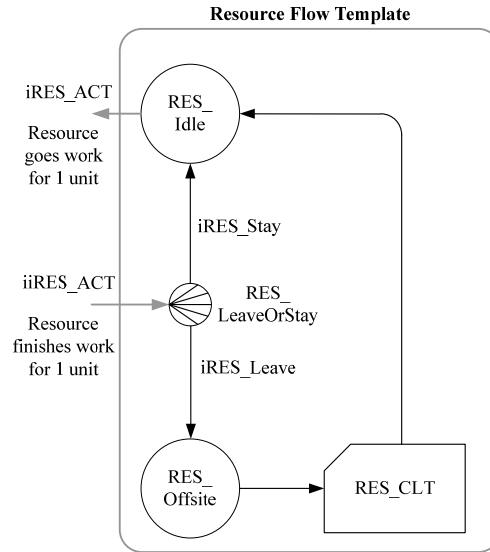 Resource Flow Template
iRES_ACT
Resource
goes work
for 1 unit
RES_
Idle
iRES_Stay
iiRES_ACT
Resource
finishes work
for 1 unit
RES_
LeaveOrStay
iRES_Leave
RES_
Offsite
RES_CLT